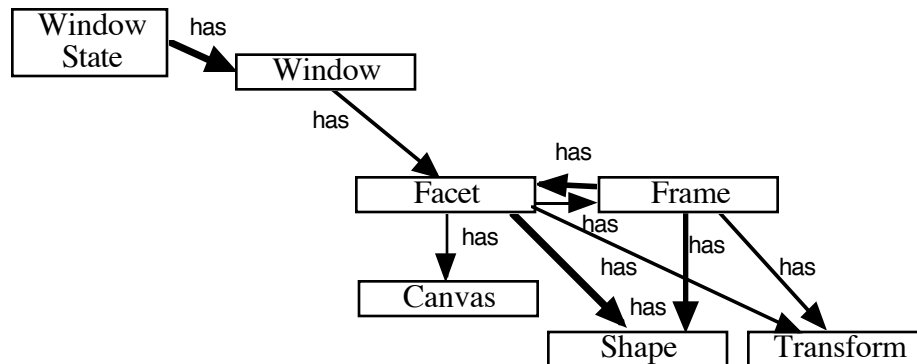 Window
State
has
Window
has
has
Facet
Frame
has
has
has
has
has
Canvas
has
Shape
Transform